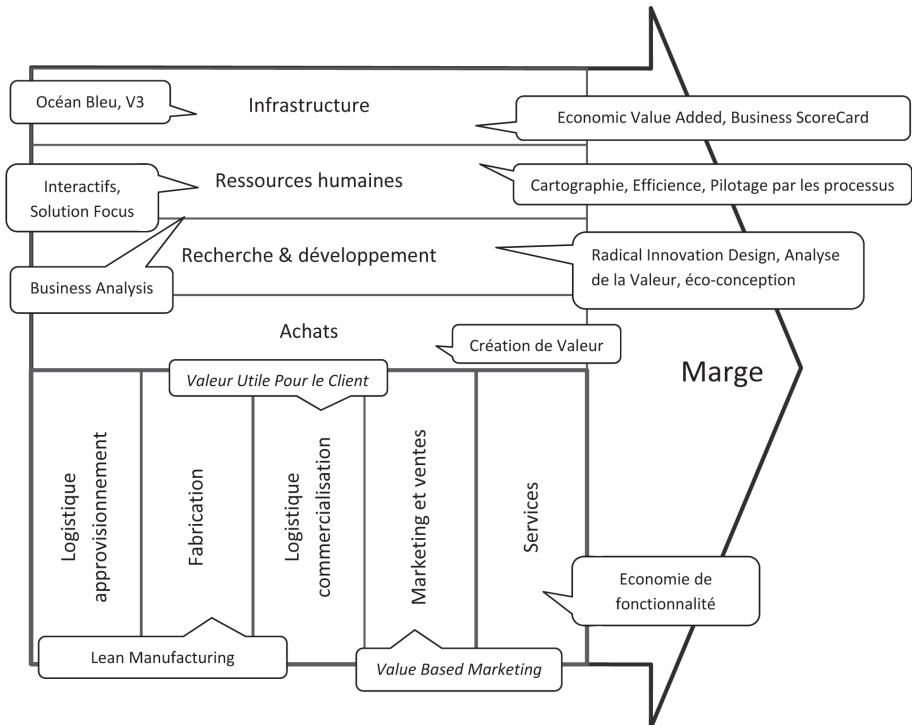 Océan Bleu, V3
Infrastructure
Economic Value Added, Business ScoreCard
Interactifs,
Solution Focus
Ressources humaines
Cartographie, Efficience, Pilotage par les processus
Recherche & développement
Radical Innovation Design, Analyse
de la Valeur, éco-conception
Business Analysis
Achats
Création de Valeur
Marge
Valeur Utile Pour le Client
Logistique
approvisionnement
Fabrication
Logistique
commercialisation
Marketing et ventes
Services
Economie de
fonctionnalité
Lean Manufacturing
Value Based Marketing